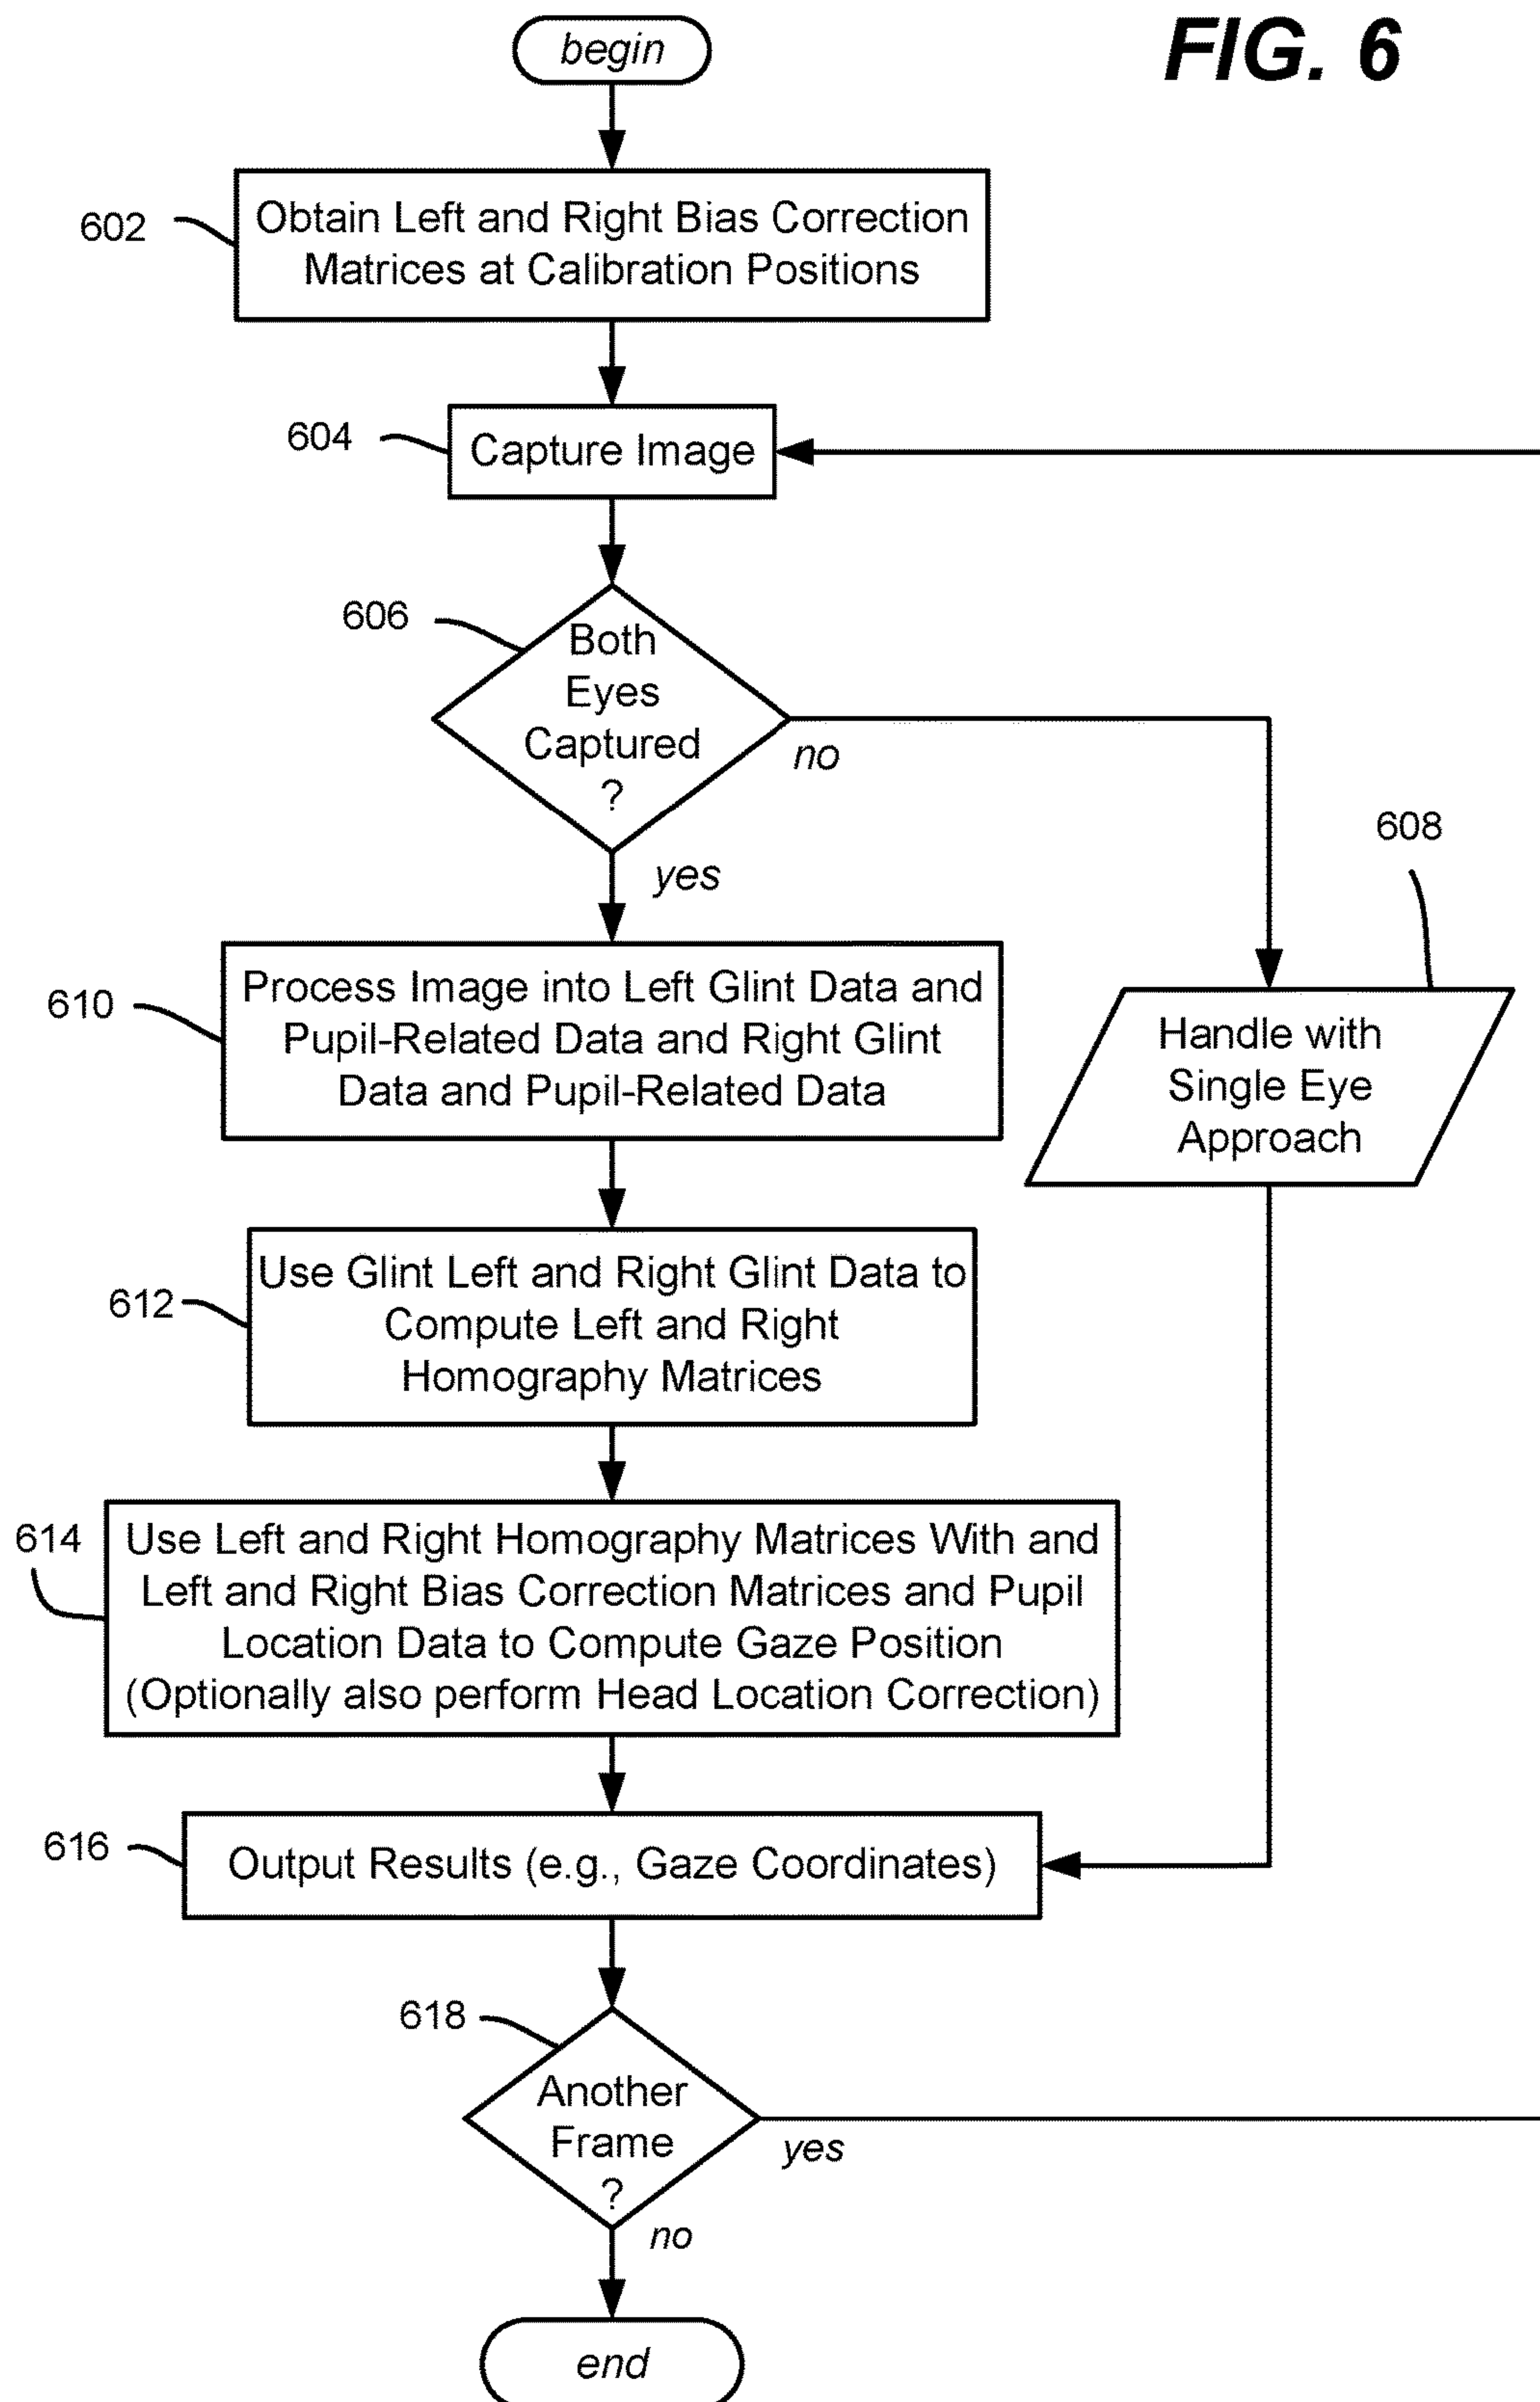 FIG. 6
begin
602
Obtain Left and Right Bias Correction
Matrices at Calibration Positions
604
Capture Image
606
Both
Eyes
Captured
?
no
yes
608
Handle with
Single Eye
Approach
610
Process Image into Left Glint Data and
Pupil-Related Data and Right Glint
Data and Pupil-Related Data
612
Use Glint Left and Right Glint Data to
Compute Left and Right
Homography Matrices
614
Use Left and Right Homography Matrices With and
Left and Right Bias Correction Matrices and Pupil
Location Data to Compute Gaze Position
(Optionally also perform Head Location Correction)
616
Output Results (e.g., Gaze Coordinates)
618
Another
Frame
?
yes
no
end